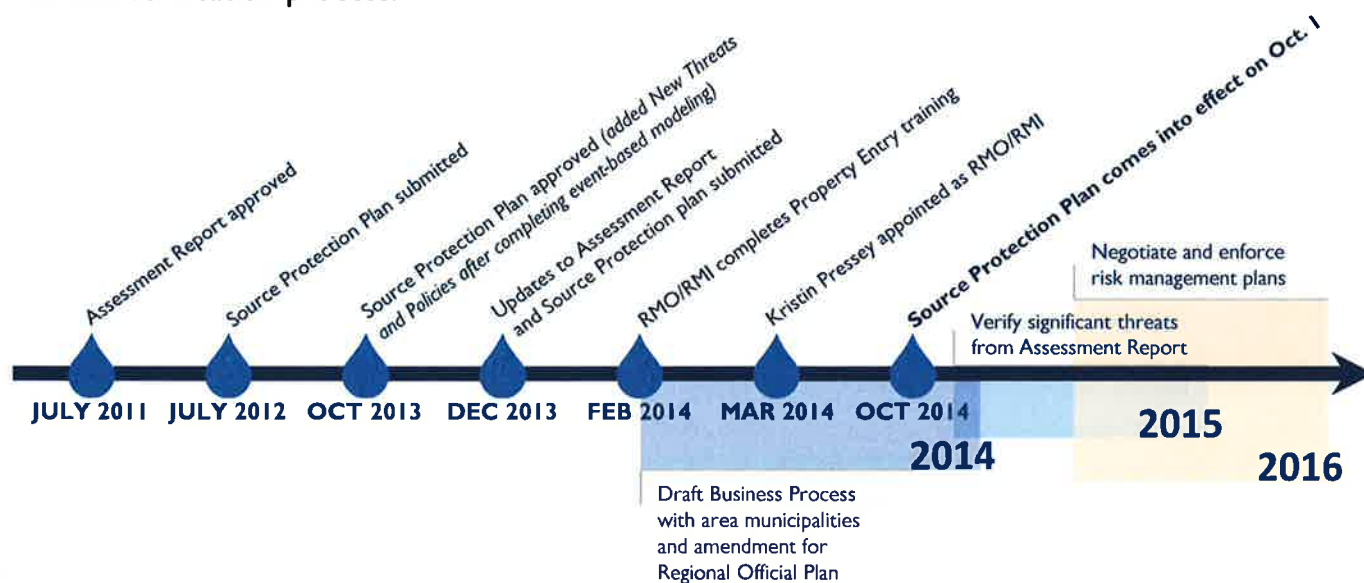 Assessment Report approved
Source Protection Plan submitted
Source Protection Plan approved (added New Threats
and Policies after completing event-based modeling)
Updates to Assessment Report
and Source Protection plan submitted
RMO/RMI completes Property Entry training
Kristin Pressey appointed as RMO/RMI
Source Protection Plan comes into effect on Oct. 1
Negotiate and enforce
risk management plans
Verify significant threats
from Assessment Report
JULY 2011
JULY 2012
OCT 2013
DEC 2013
FEB 2014
MAR 2014
OCT 2014
2014
2015
2016
Draft Business Process
with area municipalities
and amendment for
Regional Official Plan